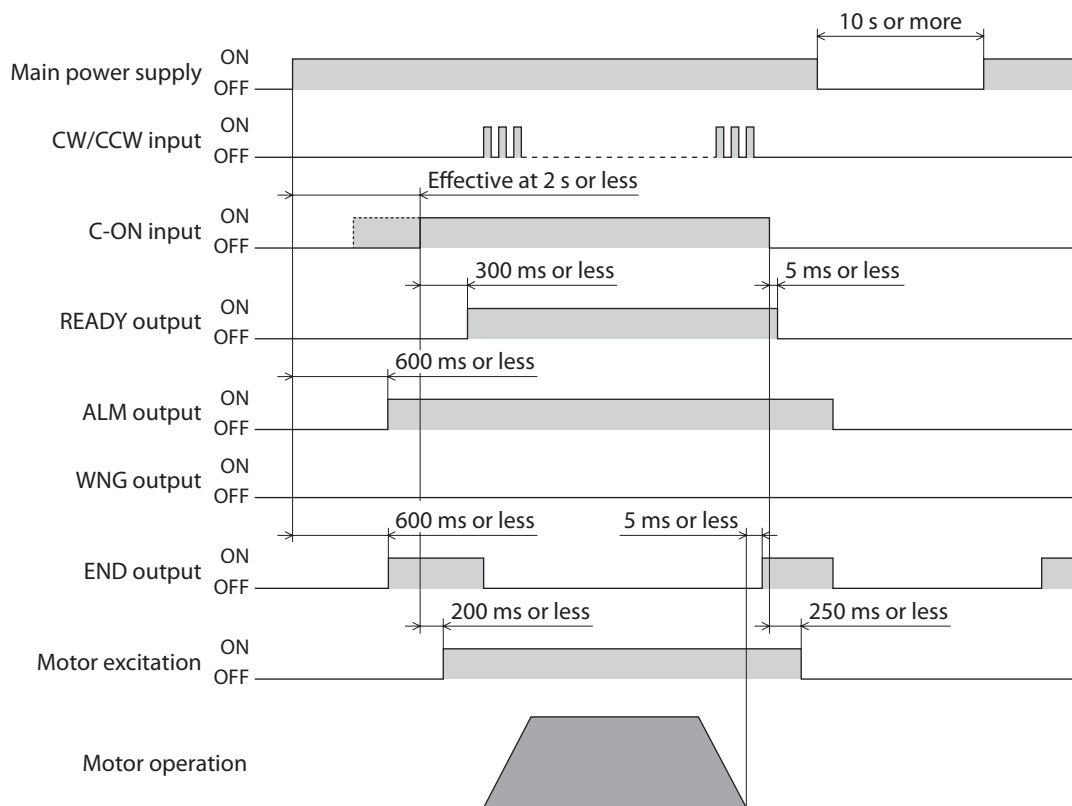 10 s or more
Main power supply
ON
OFF
CW/CCW input
ON
OFF
Effective at 2 s or less
C-ON input
ON
OFF
300 ms or less
5 ms or less
READY output
ON
OFF
600 ms or less
ALM output
ON
OFF
WNG output
ON
OFF
600 ms or less
5 ms or less
END output
ON
OFF
200 ms or less
250 ms or less
Motor excitation
ON
OFF
Motor operation